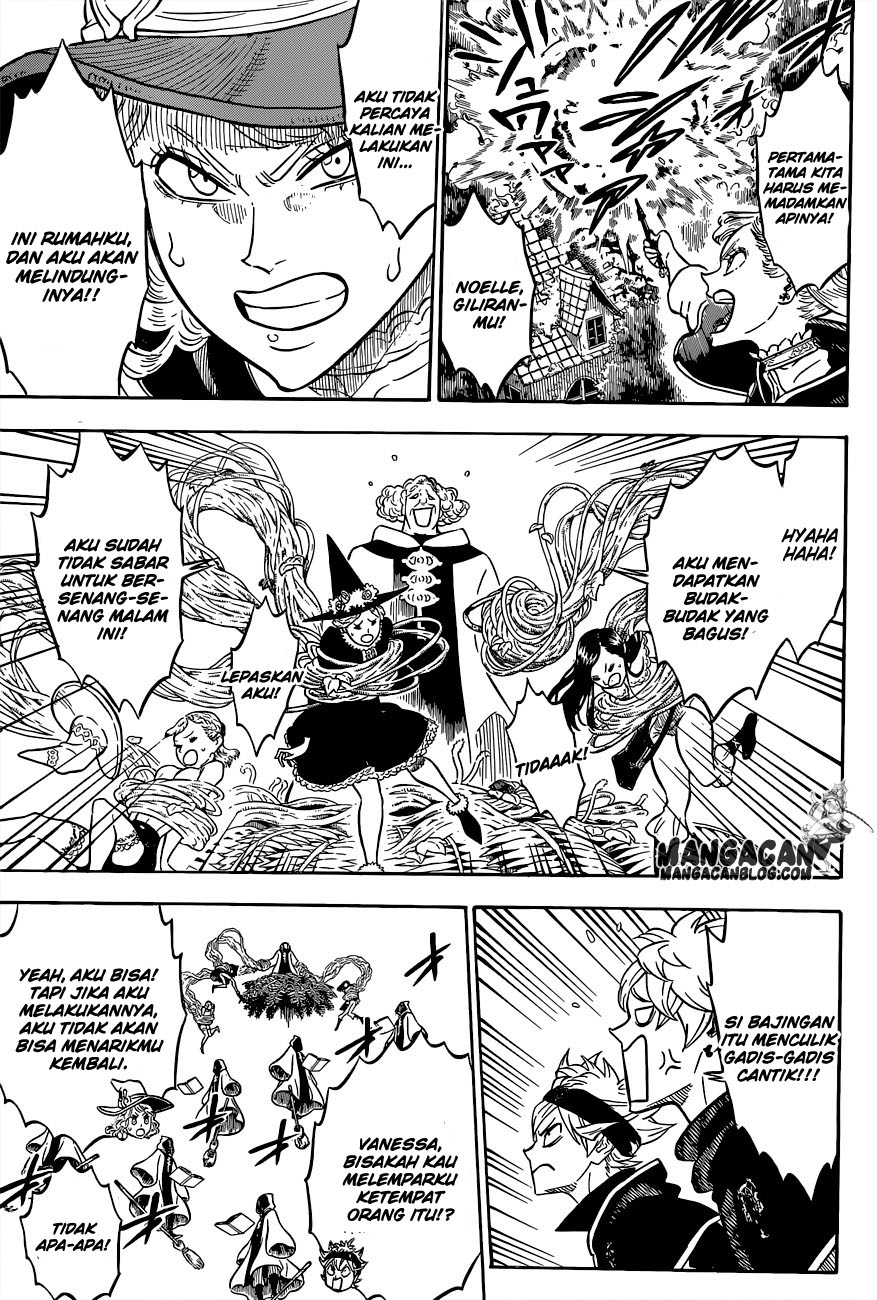 PERTAMA-
TAMA KITA
HARUS ME-
MADAMKAN
APINYA!
NOELLE,
GILIRAN-
MU!
AKU TIDAK
PERCAYA
KALIAN ME-
LAKUKAN
INI...
INI RUMAHKU,
DAN AKU AKAN
MELINDUNG-
INYA!!
HYAHA
HAHA!
AKU MEN-
DAPATKAN
BUDAK-
BUDAK YANG
BAGUS!
TIDAAAK!
LEPASKAN
AKU!
AKU SUDAH
TIDAK SABAR
UNTUK BER-
SENANG-SE-
NANG MALAM
INI!
MANGACAN
MANGACANBLOG.COM
SI BAJINGAN
ITU MENCULIK
GADIS-GADIS
CANTIK!!!
VANESSA,
BISAKAH KAU
MELEMPARKU
KETEMPAT
ORANG ITU!?
YEAH, AKU BISA!
TAPI JIKA AKU
MELAKUKANNYA,
AKU TIDAK AKAN
BISA MENARIKMU
KEMBALI!
TIDAK
APA-APA!